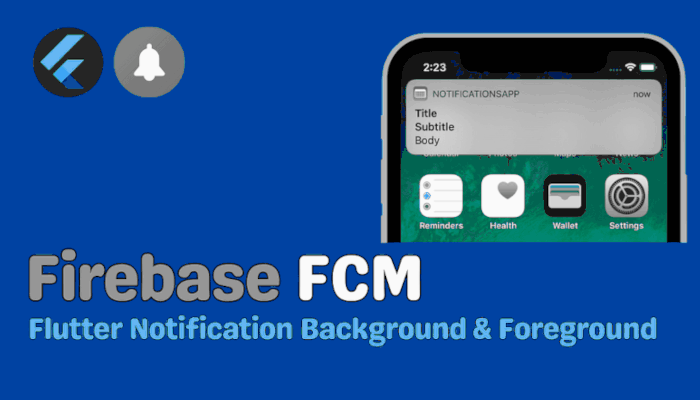 2:23
NOTIFICATIONSAPP now
Title
Subtitle
Body
Reminders Health Wallet Settings
Firebase FCM
Flutter Notification Background & Foreground